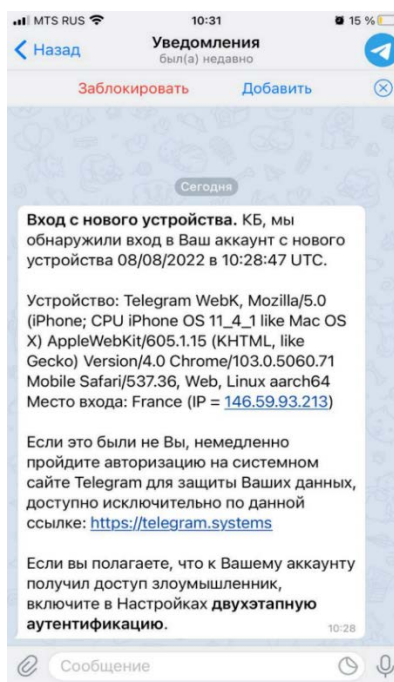 MTS RUS 10:31 15 %
Назад Уведомления
был(а) недавно
Заблокировать Добавить
Сегодня
Вход с нового устройства. КБ, мы
обнаружили вход в Ваш аккаунт с нового
устройства 08/08/2022 в 10:28:47 UTC.
Устройство: Telegram WebK, Mozilla/5.0
(iPhone; CPU iPhone OS 11_4_1 like Mac OS
X) AppleWebKit/605.1.15 (KHTML, like
Gecko) Version/4.0 Chrome/103.0.5060.71
Mobile Safari/537.36, Web, Linux aarch64
Место входа: France (IP = 146.59.93.213)
Если это были не Вы, немедленно
пройдите авторизацию на системном
сайте Telegram для защиты Ваших данных,
доступно исключительно по данной
ссылке: https://telegram.systems
Если вы полагаете, что к Вашему аккаунту
получил доступ злоумышленник,
включите в Настройках двухэтапную
аутентификацию.
10:28
Сообщение